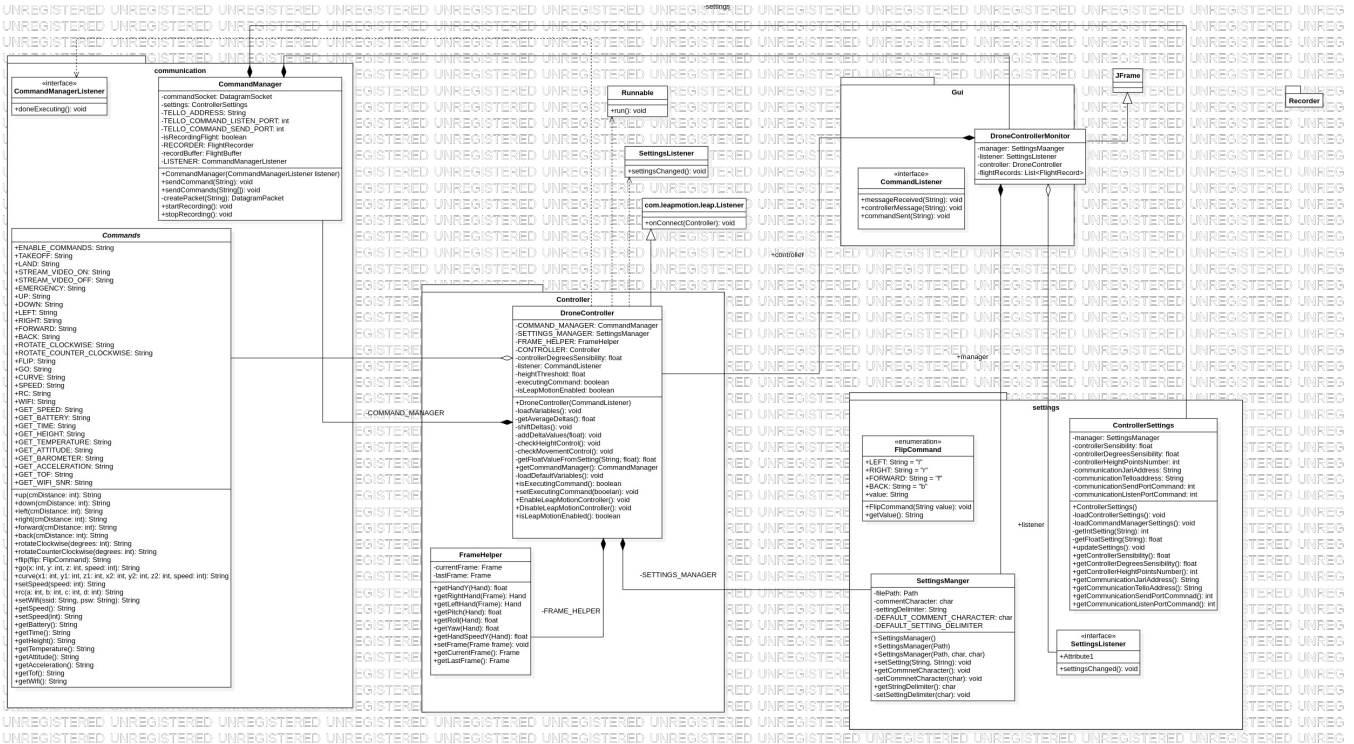 -settings
communication
«interface»
CommandManagerListener
+doneExecuting(): void
CommandManager
-commandSocket: DatagramSocket
-settings: ControllerSettings
-TELLO_ADDRESS: String
-TELLO_COMMAND_LISTEN_PORT: int
-TELLO_COMMAND_SEND_PORT: int
-isRecordingFlight: boolean
-RECORDER: FlightRecorder
-recordBuffer: FlightBuffer
-LISTENER: CommandManagerListener
+CommandManager(CommandManagerListener listener)
+sendCommand(String): void
+sendCommands(String[]): void
-createPacket(String): DatagramPacket
+startRecording(): void
+stopRecording(): void
Commands
+ENABLE_COMMANDS: String
+TAKEOFF: String
+LAND: String
+STREAM_VIDEO_ON: String
+STREAM_VIDEO_OFF: String
+EMERGENCY: String
+UP: String
+DOWN: String
+LEFT: String
+RIGHT: String
+FORWARD: String
+BACK: String
+ROTATE_CLOCKWISE: String
+ROTATE_COUNTER_CLOCKWISE: String
+FLIP: String
+GO: String
+CURVE: String
+SPEED: String
+RC: String
+WIFI: String
+GET_SPEED: String
+GET_BATTERY: String
+GET_TIME: String
+GET_HEIGHT: String
+GET_TEMPERATURE: String
+GET_ATTITUDE: String
+GET_BAROMETER: String
+GET_ACCELERATION: String
+GET_TOF: String
+GET_WIFI_SNR: String
+up(cmDistance: int): String
+down(cmDistance: int): String
+left(cmDistance: int): String
+right(cmDistance: int): String
+forward(cmDistance: int): String
+back(cmDistance: int): String
+rotateClockwise(degrees: int): String
+rotateCounterClockwise(degrees: int): String
+flip(flip: FlipCommand): String
+go(x: int, y: int, z: int, speed: int): String
+curve(x1: int, y1: int, z1: int, x2: int, y2: int, z2: int, speed: int): String
+setSpeed(speed: int): String
+rc(a: int, b: int, c: int, d: int): String
+setWifi(ssid: String, psw: String): String
+getSpeed(): String
+setSpeed(int): String
+getBattery(): String
+getTime(): String
+getHeight(): String
+getTemperature(): String
+getAttitude(): String
+getAcceleration(): String
+getTof(): String
+getWifi(): String
Runnable
+run(): void
SettingsListener
+settingsChanged(): void
com.leapmotion.leap.Listener
+onConnect(Controller): void
+controller
-COMMAND_MANAGER
Controller
DroneController
-COMMAND_MANAGER: CommandManager
-SETTINGS_MANAGER: SettingsManager
-FRAME_HELPER: FrameHelper
-CONTROLLER: Controller
-controllerDegreesSensibility: float
-listener: CommandListener
-heightThreshold: float
-executingCommand: boolean
-isLeapMotionEnabled: boolean
+DroneController(CommandListener)
-loadVariables(): void
-getAverageDeltas(): float
-shiftDeltas(): void
-addDeltaValues(float): void
-checkHeightControl(): void
-checkMovementControl(): void
-getFloatValueFromSetting(String, float): float
+getCommandManager(): CommandManager
-loadDefaultVariables(): void
+isExecutingCommand(): boolean
+setExecutingCommand(booelan): void
+EnableLeapMotionController(): void
+DisableLeapMotionController(): void
-isLeapMotionEnabled(): boolean
FrameHelper
-currentFrame: Frame
-lastFrame: Frame
+getHandY(Hand): float
+getRightHand(Frame): Hand
+getLeftHand(Frame): Hand
+getPitch(Hand): float
+getRoll(Hand): float
+getYaw(Hand): float
+getHandSpeedY(Hand): float
+setFrame(Frame frame): void
+getCurrentFrame(): Frame
+getLastFrame(): Frame
-FRAME_HELPER
-SETTINGS_MANAGER
Gui
«interface»
CommandListener
+messageReceived(String): void
+controllerMessage(String): void
+commandSent(String): void
DroneControllerMonitor
-manager: SettingsMaanger
-listener: SettingsListener
-controller: DroneController
-flightRecords: List<FlightRecord>
JFrame
Recorder
+manager
+listener
settings
«enumeration»
FlipCommand
+LEFT: String = "l"
+RIGHT: String = "r"
+FORWARD: String = "f"
+BACK: String = "b"
+value: String
+FlipCommand(String value): void
+getValue(): String
ControllerSettings
-manager: SettingsManager
-controllerSensibility: float
-controllerDegreesSensibility: float
-controllerHeightPointsNumber: int
-communicationJariAddress: String
-communicationTelloaddress: String
-communicationSendPortCommand: int
-communicationListenPortCommand: int
+ControllerSettings()
-loadControllerSettings(): void
-loadCommandManagerSettings(): void
-getIntSetting(String): int
-getFloatSetting(String): float
+updateSettings(): void
+getControllerSensibility(): float
+getControllerDegreesSensibility(): float
+getControllerHeightPointsNumber(): int
+getCommunicationJariAddress(): String
+getCommunicationTelloAddress(): String
+getCommunicationSendPortCommand(): int
+getCommunicationListenPortCommand(): int
SettingsManger
-filePath: Path
-commentCharacter: char
-settingDelimiter: String
-DEFAULT_COMMENT_CHARACTER: char
-DEFAULT_SETTING_DELIMITER
+SettingsManager()
+SettingsManager(Path)
+SettingsManager(Path, char, char)
+setSetting(String, String): void
+getCommnetCharacter(): char
+setCommnetCharacter(char): void
+getStringDelimiter(): char
-setSettingDelimiter(char): void
«interface»
SettingsListener
+Attribute1
+settingsChanged(): void